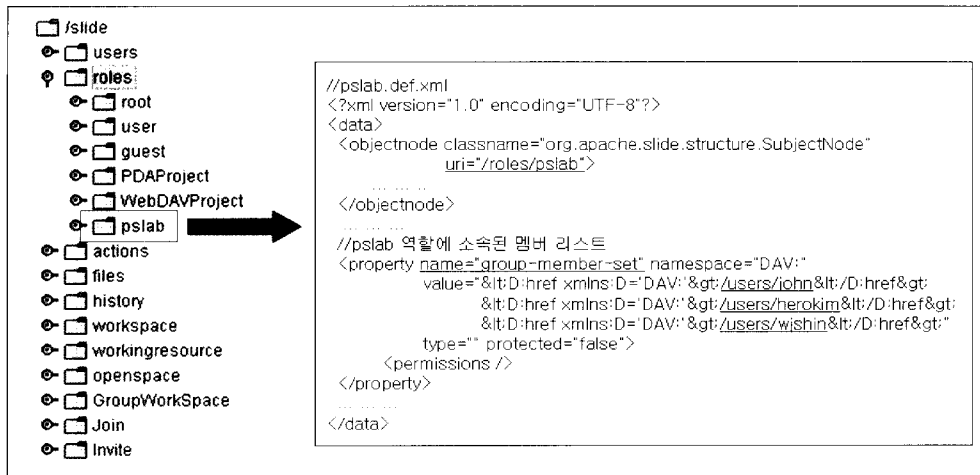 /slide
users
roles
root
user
guest
PDAProject
WebDAVProject
pslab
actions
files
history
workspace
workingresource
openspace
GroupWorkSpace
Join
Invite
//pslab.def.xml
<?xml version="1.0" encoding="UTF-8"?>
<data>
<objectnode classname="org.apache.slide.structure.SubjectNode"
uri="/roles/pslab">
... ... ..
</objectnode>
... ... ...
//pslab 역할에 소속된 멤버 리스트
<property name="group-member-set" namespace="DAV:"
value="&lt;D:href xmlns:D='DAV:'&gt;/users/john&lt;/D:href&gt;
&lt;D:href xmlns:D='DAV:'&gt;/users/herokim&lt;/D:href&gt;
&lt;D:href xmlns:D='DAV:'&gt;/users/wjshin&lt;/D:href&gt;"
type="" protected="false">
<permissions />
</property>
... ... ...
</data>